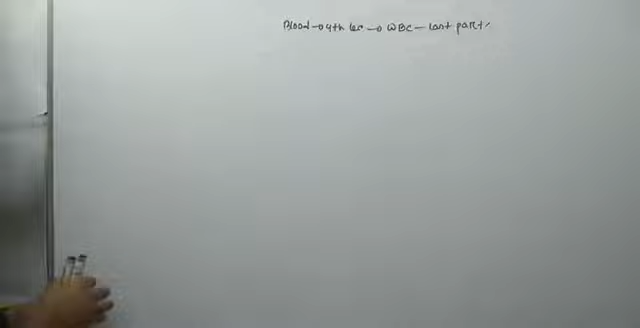 Blood → 4th lec → WBC - last part.